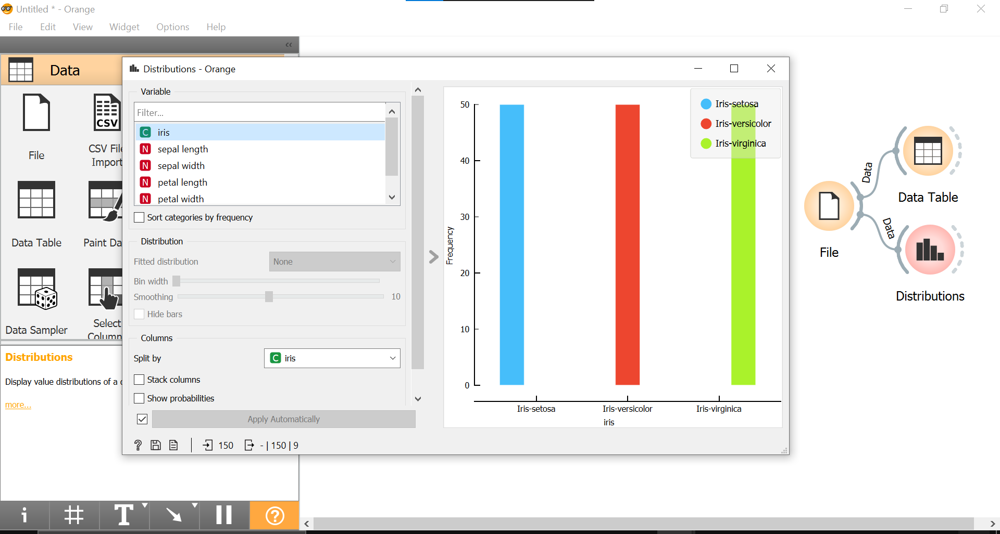 Untitled * - Orange
File Edit View Widget Options Help
Data
File
CSV File
Import
Data Table
Paint Da
Data Sampler
Select
Column
Distributions
Display value distributions of a
more...
Distributions - Orange
Variable
Filter...
C iris
N sepal length
N sepal width
N petal length
N petal width
Sort categories by frequency
Distribution
Fitted distribution None
Bin width
Smoothing 10
Hide bars
Columns
Split by C iris
Stack columns
Show probabilities
Apply Automatically
? 150 - | 150 | 9
Iris-setosa
Iris-versicolor
Iris-virginica
50
40
30
20
10
0
Frequency
Iris-setosa Iris-versicolor Iris-virginica
iris
File
Data
Data
Data Table
Distributions
i T ?